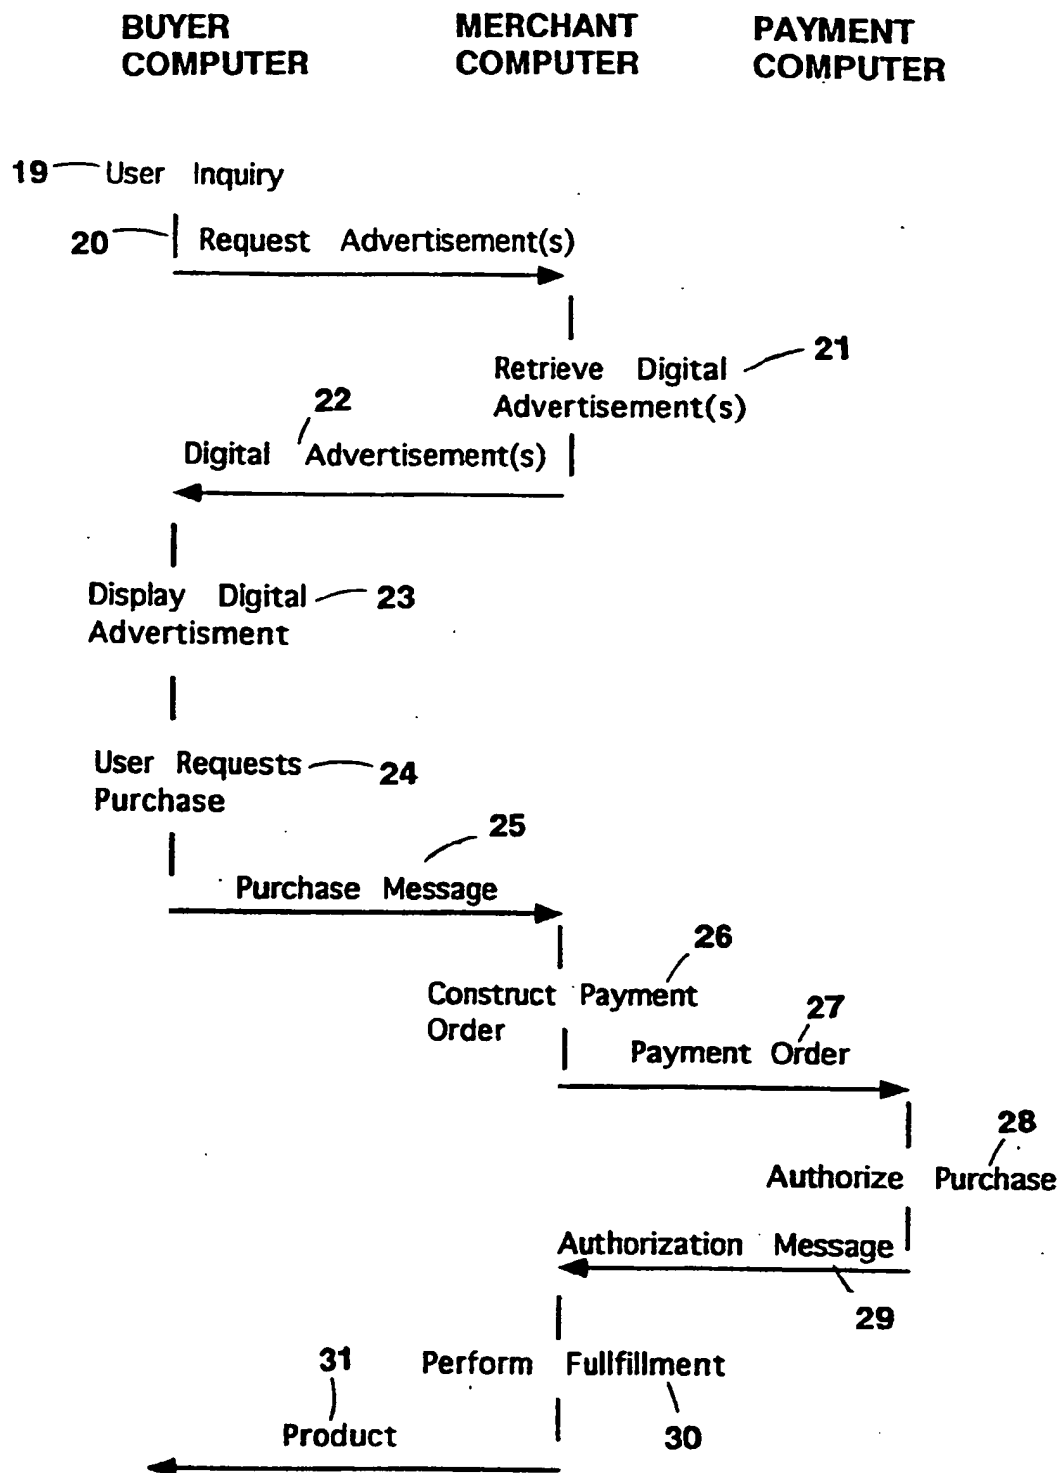 BUYER COMPUTER
MERCHANT COMPUTER
PAYMENT COMPUTER
19 User Inquiry
20 Request Advertisement(s)
Retrieve Digital 21
Advertisement(s)
22
Digital Advertisement(s)
Display Digital 23
Advertisment
User Requests 24
Purchase
25
Purchase Message
26
Construct Payment
Order
27
Payment Order
28
Authorize Purchase
Authorization Message
29
31
Perform Fullfillment
30
Product